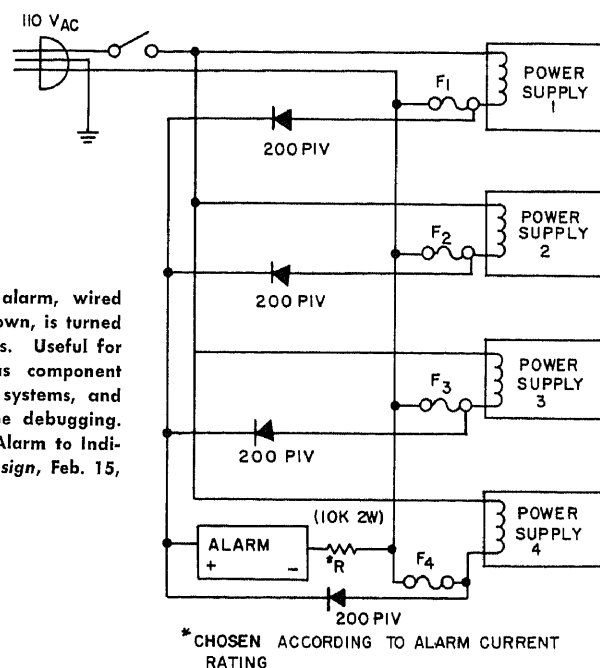 110 VAC
F1
POWER
SUPPLY
1
200 PIV
F2
POWER
SUPPLY
2
200 PIV
alarm, wired
own, is turned
s. Useful for
us component
systems, and
e debugging.
Alarm to Indi-
sign, Feb. 15,
F3
POWER
SUPPLY
3
200 PIV
(10K 2W)
ALARM
+ -
*R
F4
POWER
SUPPLY
4
200 PIV
*CHOSEN ACCORDING TO ALARM CURRENT
RATING